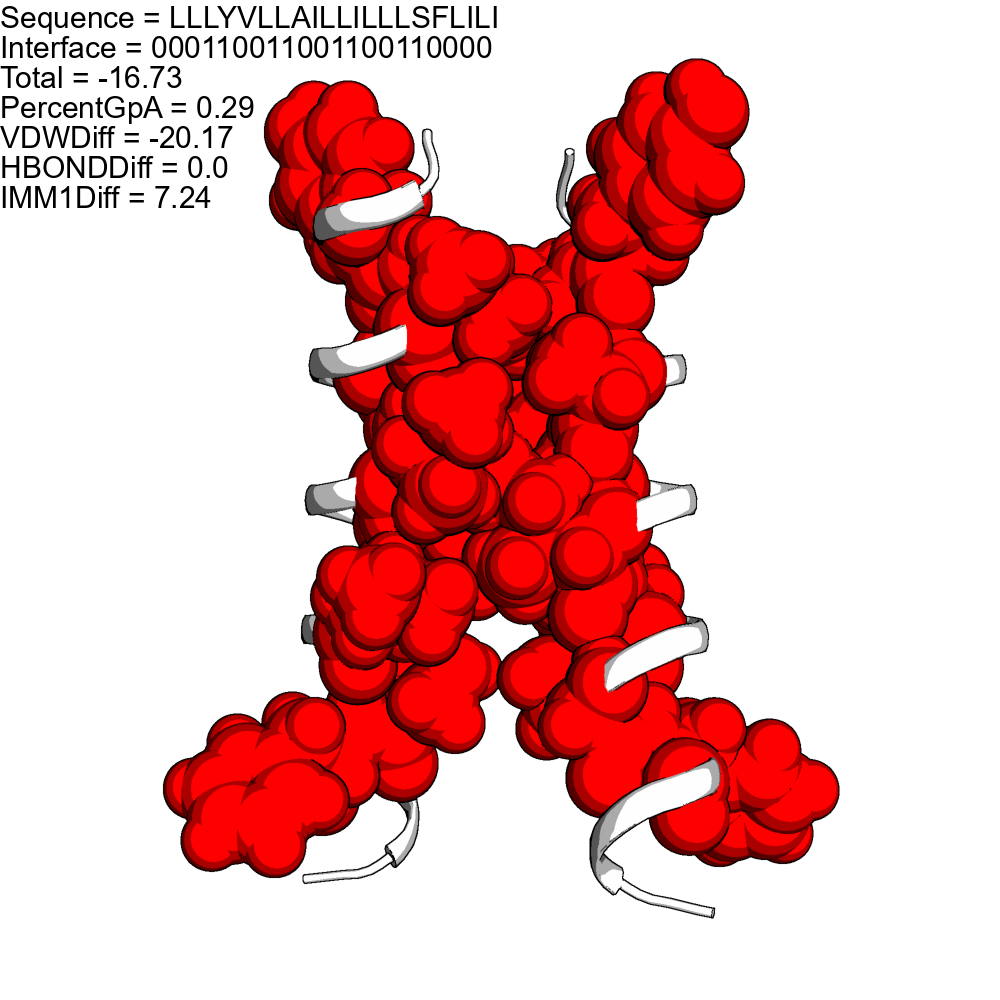 Sequence = LLLYVLLAILLILLLSFLILI
Interface = 000110011001100110000
Total = -16.73
PercentGpA = 0.29
VDWDiff = -20.17
HBONDDiff = 0.0
IMM1Diff = 7.24